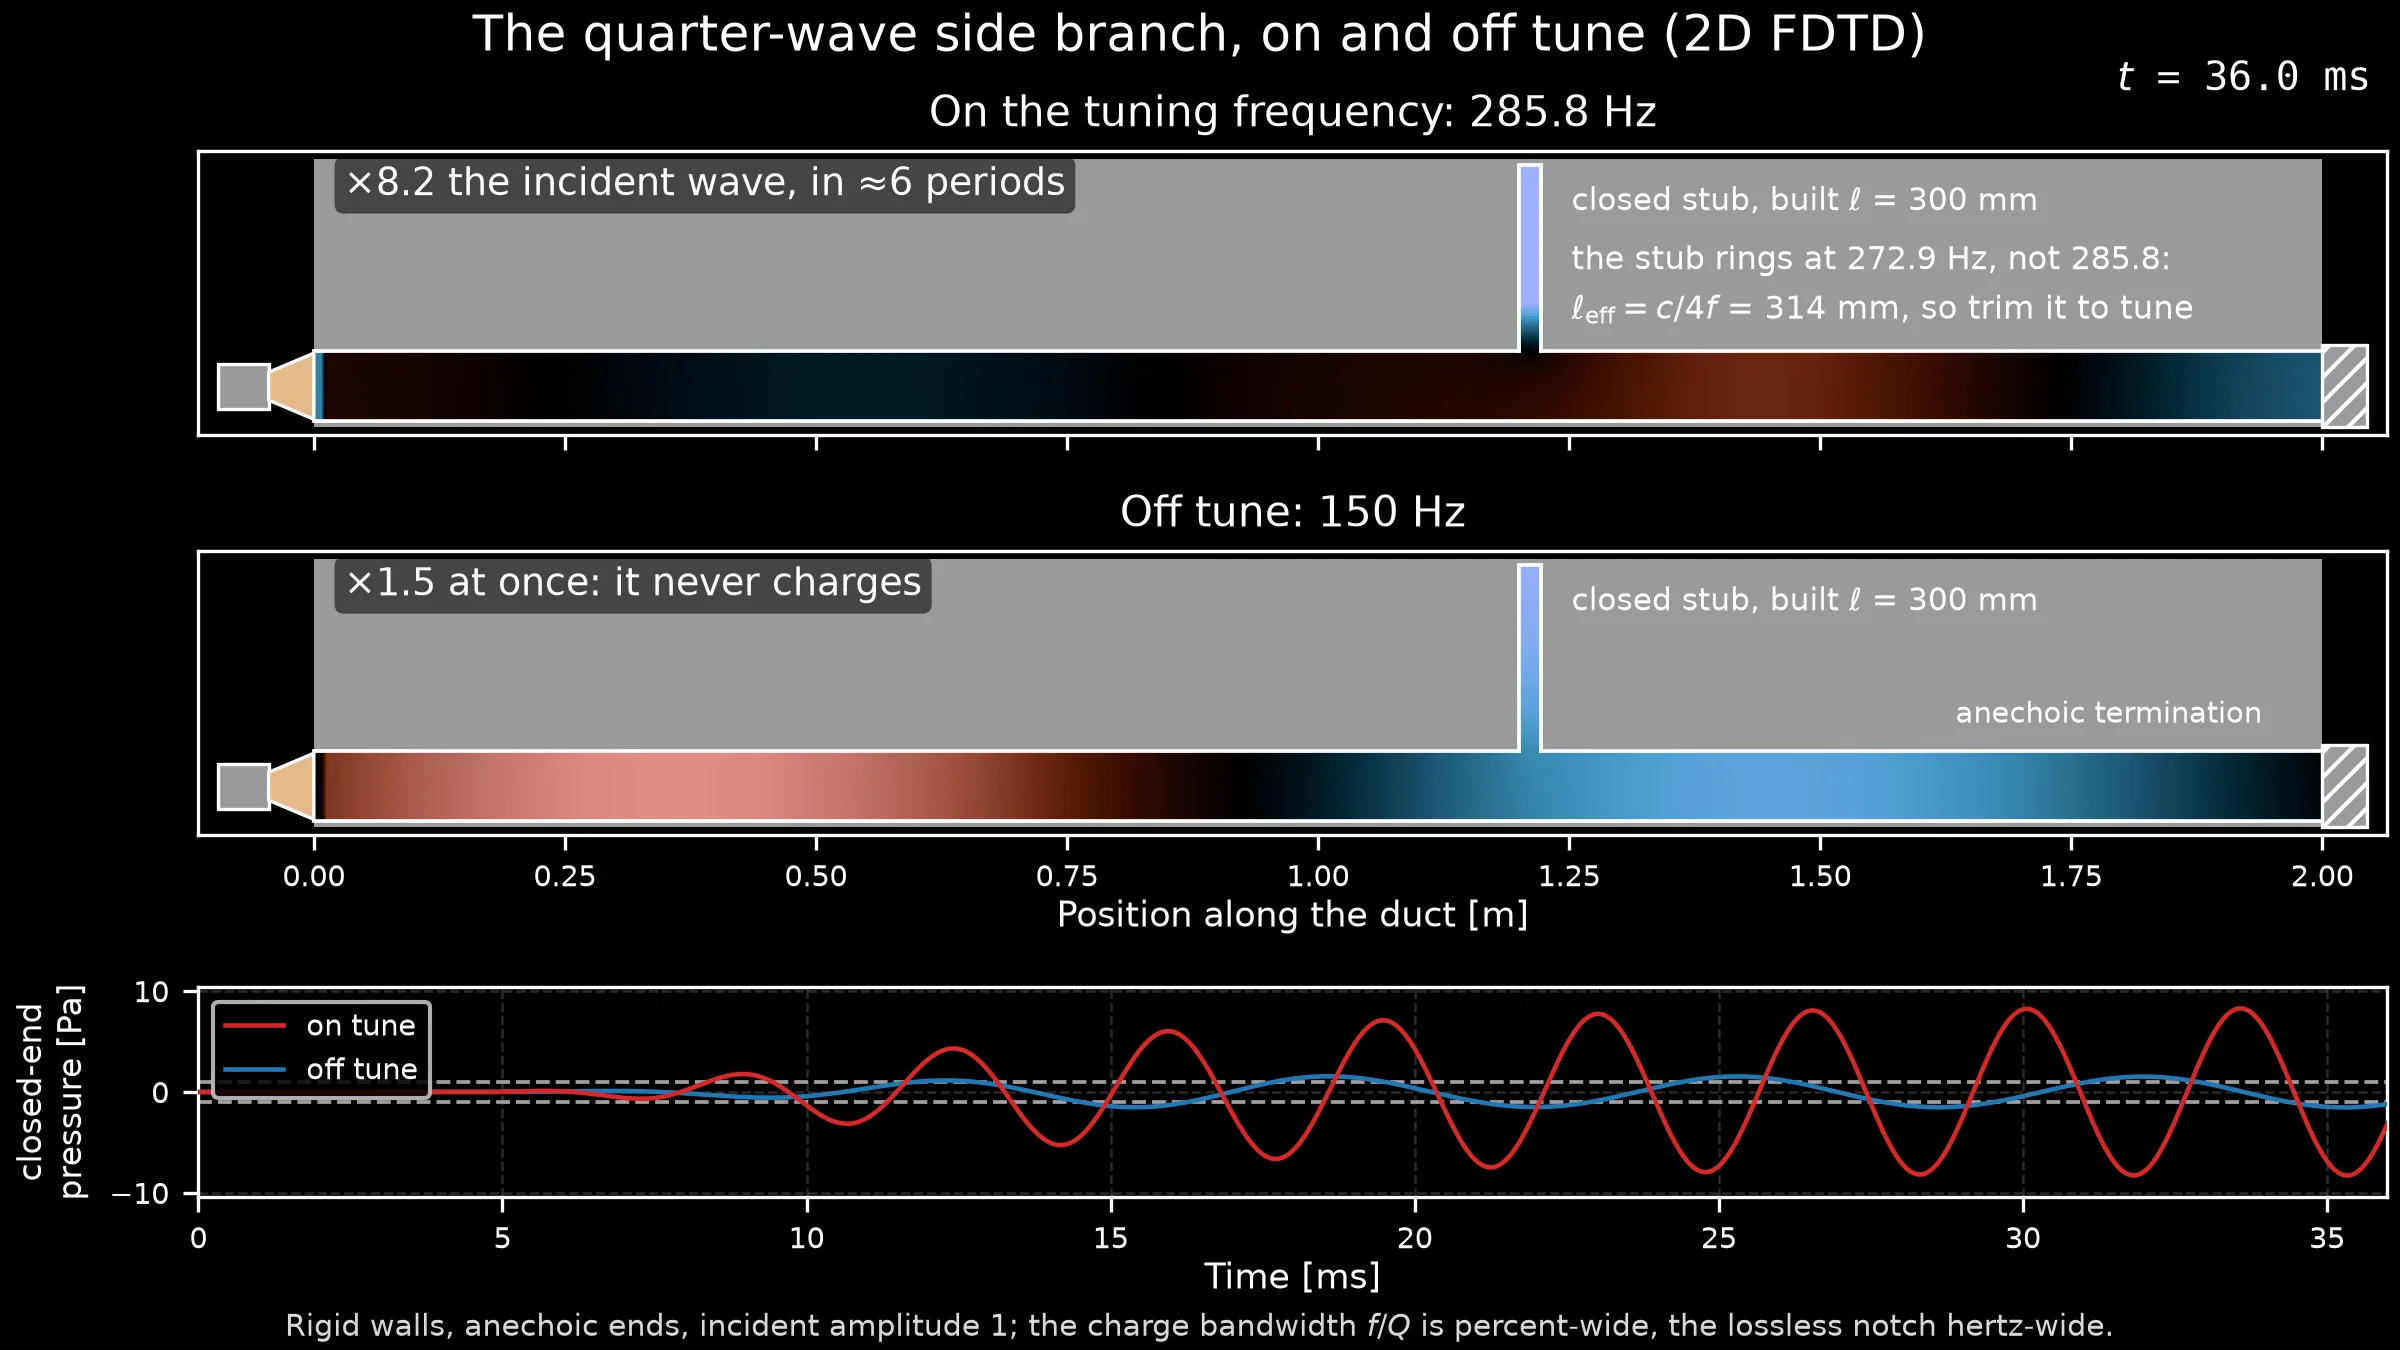 The quarter-wave side branch, on and off tune (2D FDTD)
t = 36.0 ms
On the tuning frequency: 285.8 Hz
×8.2 the incident wave, in ≈6 periods
closed stub, built ℓ = 300 mm
the stub rings at 272.9 Hz, not 285.8:
ℓeff = c/4f = 314 mm, so trim it to tune
Off tune: 150 Hz
×1.5 at once: it never charges
closed stub, built ℓ = 300 mm
anechoic termination
0.00 0.25 0.50 0.75 1.00 1.25 1.50 1.75 2.00
Position along the duct [m]
closed-end
pressure [Pa]
10
0
−10
on tune
off tune
0 5 10 15 20 25 30 35
Time [ms]
Rigid walls, anechoic ends, incident amplitude 1; the charge bandwidth f/Q is percent-wide, the lossless notch hertz-wide.